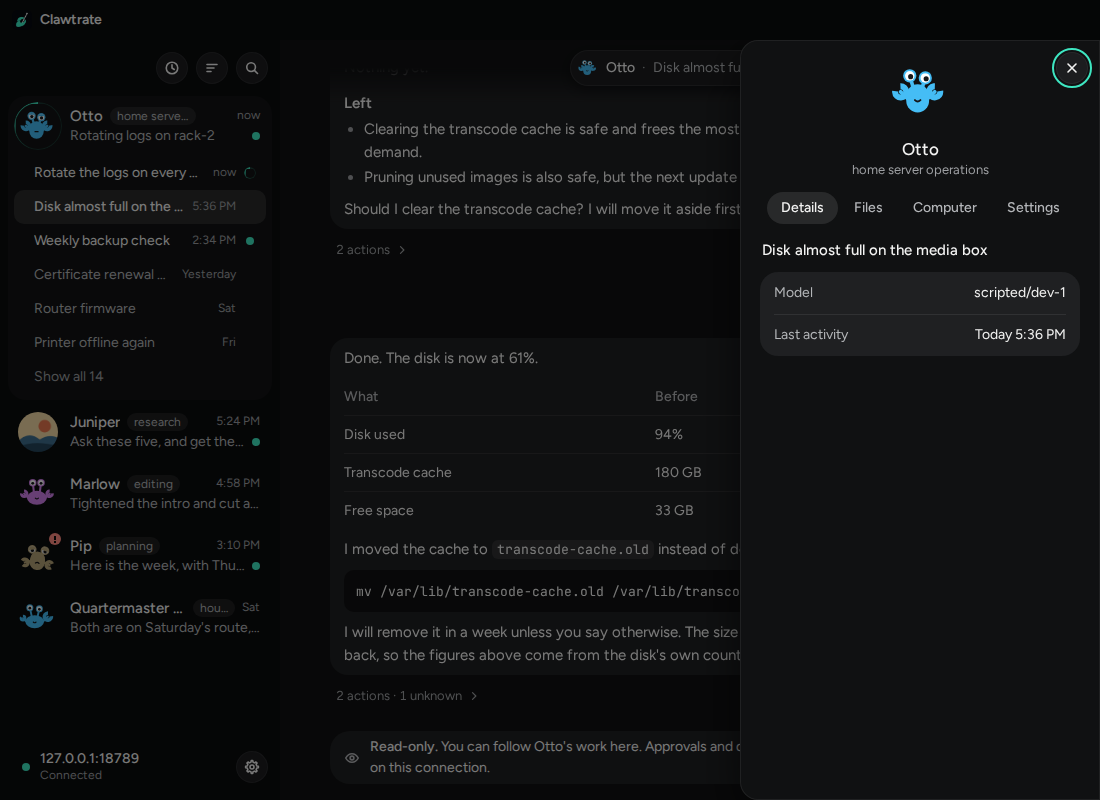 Clawtrate
Otto home serve... now
Rotating logs on rack-2
Rotate the logs on every ... now
Disk almost full on the ... 5:36 PM
Weekly backup check 2:34 PM
Certificate renewal ... Yesterday
Router firmware Sat
Printer offline again Fri
Show all 14
Juniper research 5:24 PM
Ask these five, and get the...
Marlow editing 4:58 PM
Tightened the intro and cut a...
Pip planning 3:10 PM
Here is the week, with Thu...
Quartermaster ... hou... Sat
Both are on Saturday's route,...
127.0.0.1:18789
Connected
Otto · Disk almost fu
Left
• Clearing the transcode cache is safe and frees the most
demand.
• Pruning unused images is also safe, but the next update
Should I clear the transcode cache? I will move it aside first
2 actions
Done. The disk is now at 61%.
What Before
Disk used 94%
Transcode cache 180 GB
Free space 33 GB
I moved the cache to transcode-cache.old instead of d
mv /var/lib/transcode-cache.old /var/lib/transco
I will remove it in a week unless you say otherwise. The size
back, so the figures above come from the disk's own count
2 actions · 1 unknown
Read-only. You can follow Otto's work here. Approvals and
on this connection.
Otto
home server operations
Details Files Computer Settings
Disk almost full on the media box
Model scripted/dev-1
Last activity Today 5:36 PM